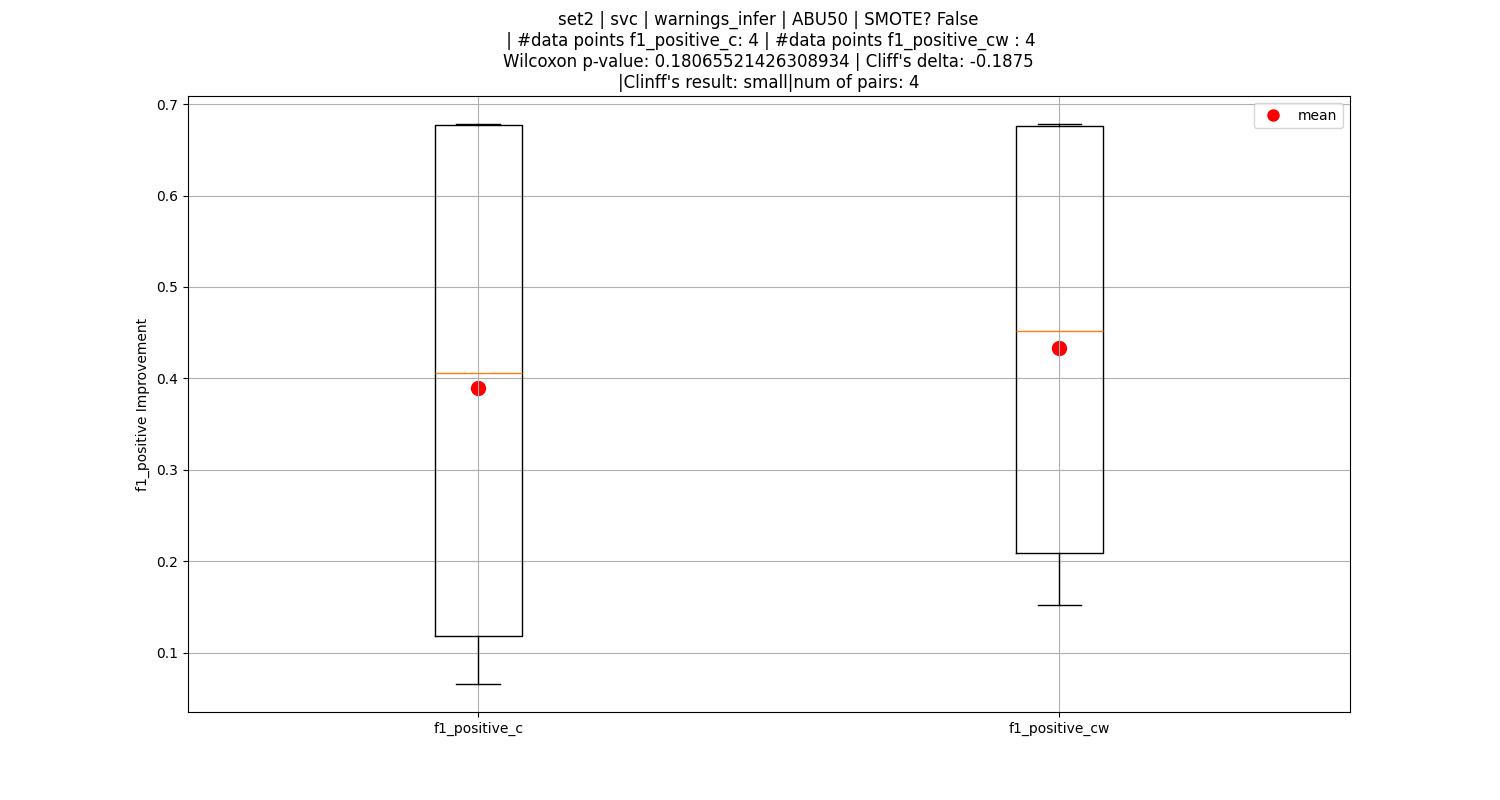 set2 | svc | warnings_infer | ABU50 | SMOTE? False
| #data points f1_positive_c: 4 | #data points f1_positive_cw : 4
Wilcoxon p-value: 0.18065521426308934 | Cliff's delta: -0.1875
|Clinff's result: small|num of pairs: 4
mean
0.7
0.6
0.5
0.4
0.3
0.2
0.1
f1_positive Improvement
f1_positive_c
f1_positive_cw